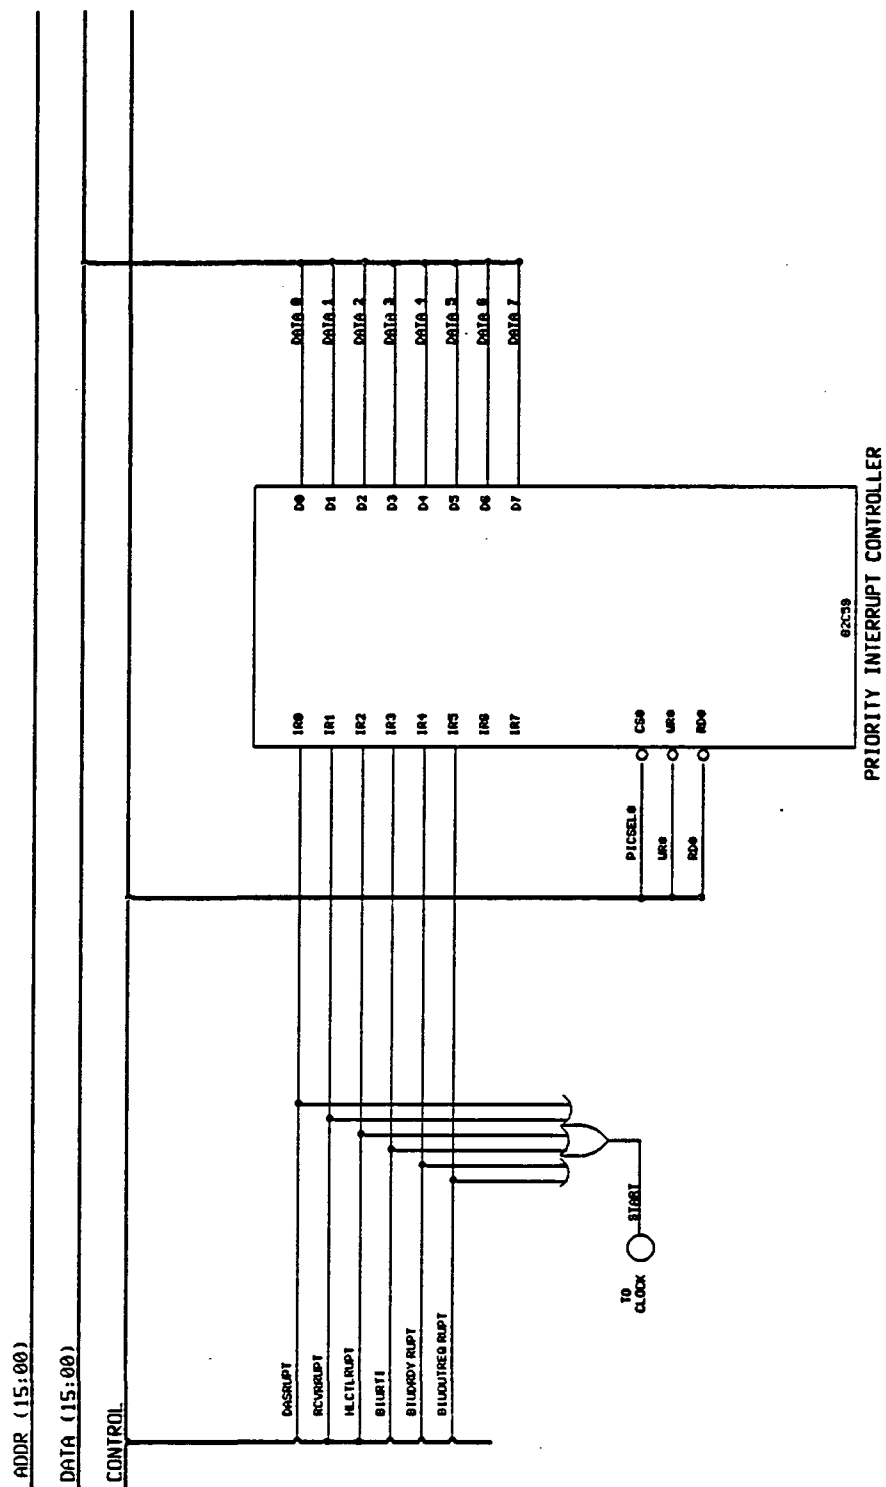 ADDR (15:00)
DATA (15:00)
CONTROL
DASRUPT
RCVRRUPT
HLCTLRUPT
BIURTI
BIUDRDY RUPT
BIUOUTREQ RUPT
TO
CLOCK
START
PICSEL0
WR0
RD0
IR0
IR1
IR2
IR3
IR4
IR5
IR6
IR7
CS0
WR0
RD0
D0
D1
D2
D3
D4
D5
D6
D7
82C59
DATA 0
DATA 1
DATA 2
DATA 3
DATA 4
DATA 5
DATA 6
DATA 7
PRIORITY INTERRUPT CONTROLLER